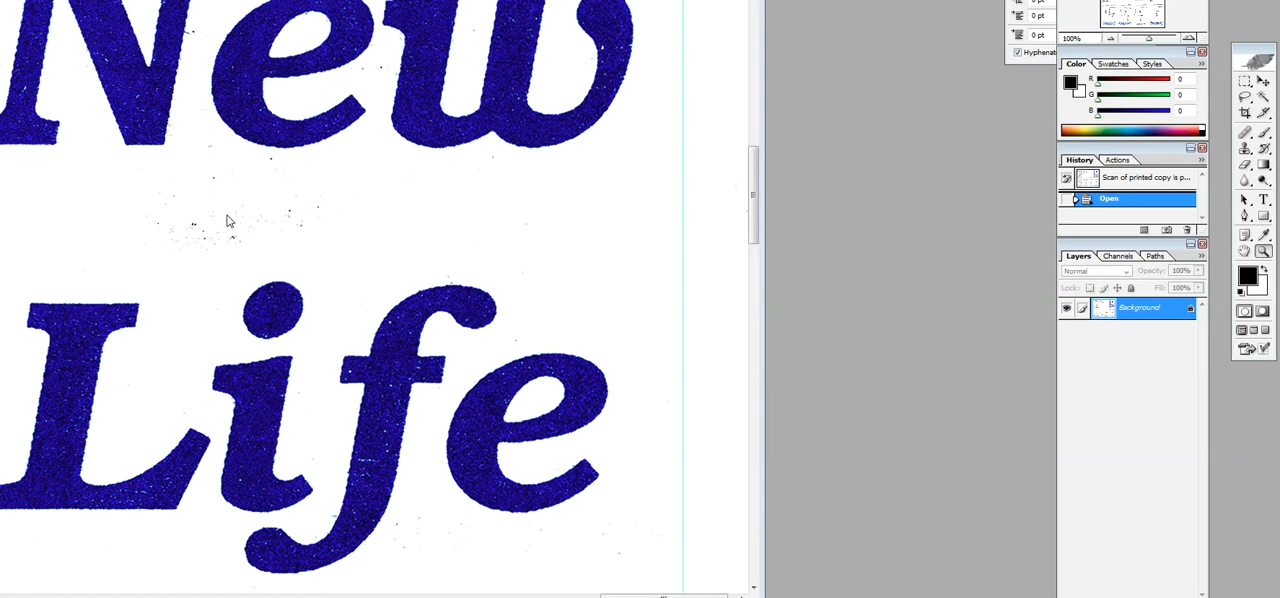 New
Life
0 pt
0 pt
0 pt
Hyphenat
100%
Color Swatches Styles
R 0
G 0
B 0
History Actions
Scan of printed copy is p...
Open
Layers Channels Paths
Normal Opacity: 100%
Lock: Fill: 100%
Background
T